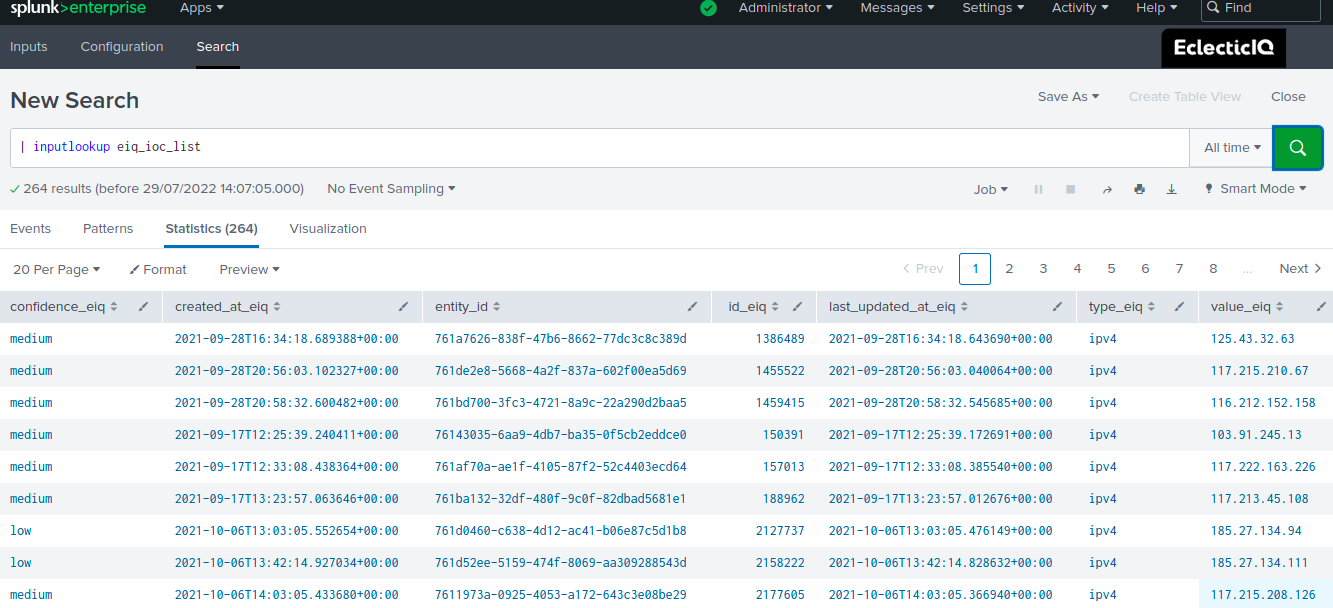 splunk>enterprise Apps Administrator Messages Settings Activity Help Find
Inputs Configuration Search EclecticIQ
New Search Save As Create Table View Close
| inputlookup eiq_ioc_list All time
264 results (before 29/07/2022 14:07:05.000) No Event Sampling Job Smart Mode
Events Patterns Statistics (264) Visualization
20 Per Page Format Preview < Prev 1 2 3 4 5 6 7 8 ... Next >
confidence_eiq created_at_eiq entity_id id_eiq last_updated_at_eiq type_eiq value_eiq
medium 2021-09-28T16:34:18.689388+00:00 761a7626-838f-47b6-8662-77dc3c8c389d 1386489 2021-09-28T16:34:18.643690+00:00 ipv4 125.43.32.63
medium 2021-09-28T20:56:03.102327+00:00 761de2e8-5668-4a2f-837a-602f00ea5d69 1455522 2021-09-28T20:56:03.040064+00:00 ipv4 117.215.210.67
medium 2021-09-28T20:58:32.600482+00:00 761bd700-3fc3-4721-8a9c-22a290d2baa5 1459415 2021-09-28T20:58:32.545685+00:00 ipv4 116.212.152.158
medium 2021-09-17T12:25:39.240411+00:00 76143035-6aa9-4db7-ba35-0f5cb2eddce0 150391 2021-09-17T12:25:39.172691+00:00 ipv4 103.91.245.13
medium 2021-09-17T12:33:08.438364+00:00 761af70a-ae1f-4105-87f2-52c4403ecd64 157013 2021-09-17T12:33:08.385540+00:00 ipv4 117.222.163.226
medium 2021-09-17T13:23:57.063646+00:00 761ba132-32df-480f-9c0f-82dbad5681e1 188962 2021-09-17T13:23:57.012676+00:00 ipv4 117.213.45.108
low 2021-10-06T13:03:05.552654+00:00 761d0460-c638-4d12-ac41-b06e87c5d1b8 2127737 2021-10-06T13:03:05.476149+00:00 ipv4 185.27.134.94
low 2021-10-06T13:42:14.927034+00:00 761d52ee-5159-474f-8069-aa309288543d 2158222 2021-10-06T13:42:14.828632+00:00 ipv4 185.27.134.111
medium 2021-10-06T14:03:05.433680+00:00 7611973a-0925-4053-a172-643c3e08be29 2177605 2021-10-06T14:03:05.366940+00:00 ipv4 117.215.208.126